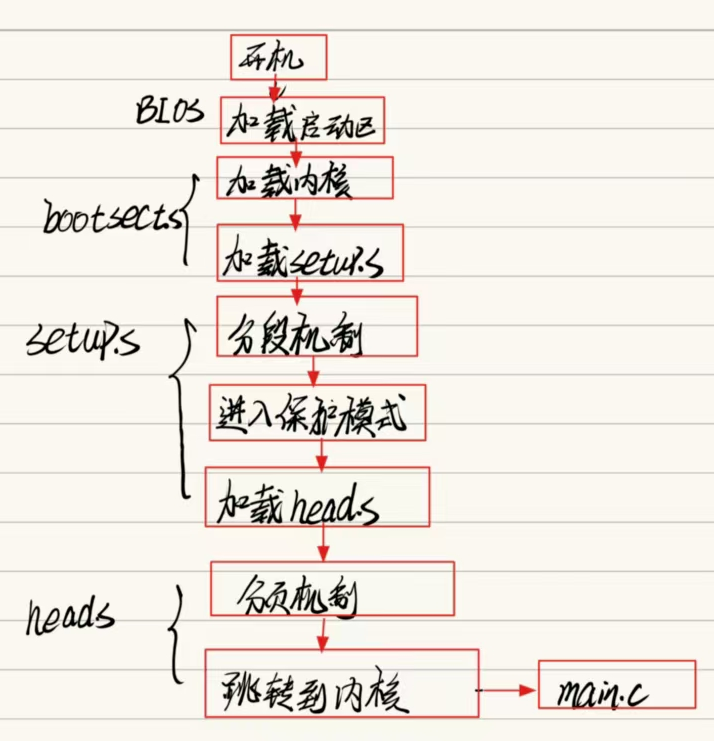 开机
BIOS
加载启动区
加载内核
bootsect.s
加载setup.s
setup.s
分段机制
进入保护模式
加载head.s
分页机制
heads
跳转到内核
main.c